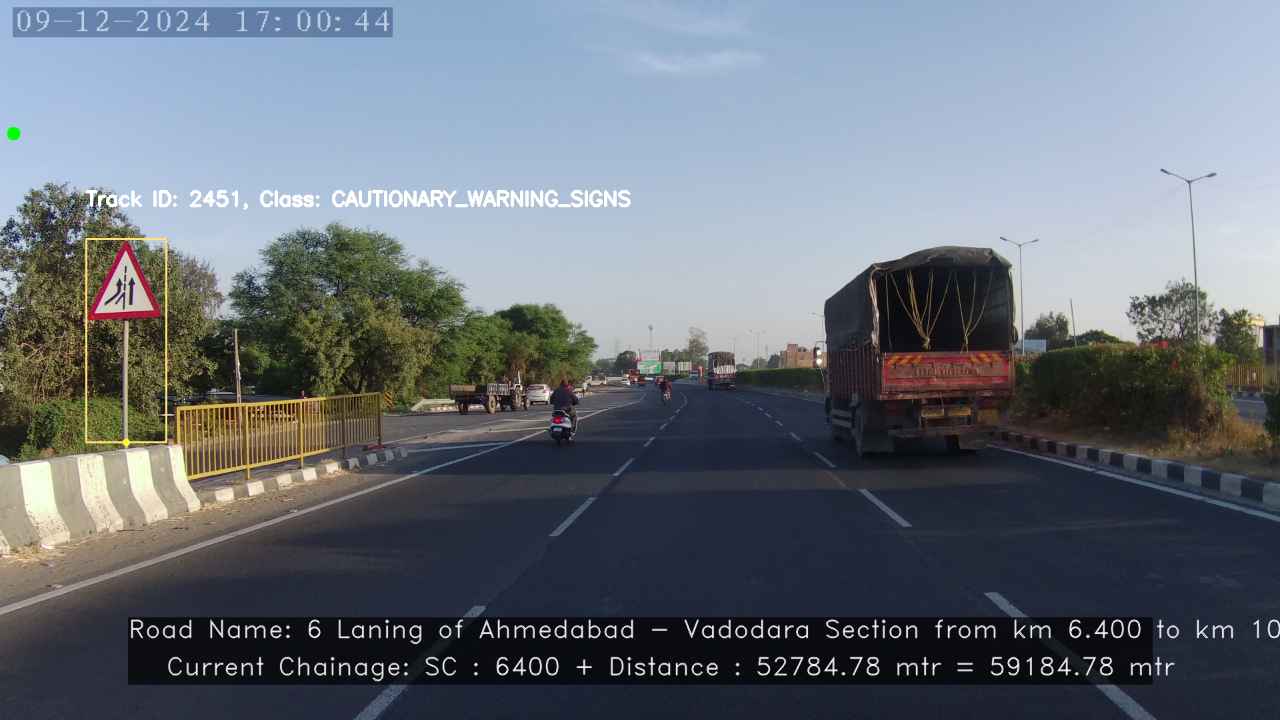 09-12-2024 17:00:44
Track ID: 2451, Class: CAUTIONARY_WARNING_SIGNS
Road Name: 6 Laning of Ahmedabad - Vadodara Section from km 6.400 to km 10
Current Chainage: SC : 6400 + Distance : 52784.78 mtr = 59184.78 mtr